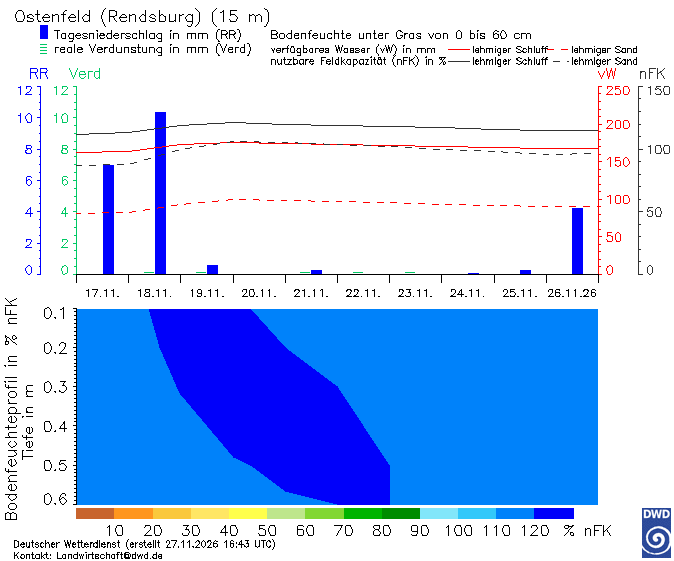 Ostenfeld (Rendsburg) (15 m)
Tagesniederschlag in mm (RR)
reale Verdunstung in mm (Verd)
Bodenfeuchte unter Gras von 0 bis 60 cm
verfügbares Wasser (vW) in mm lehmiger Schluff lehmiger Sand
nutzbare Feldkapazität (nFK) in % lehmiger Schluff lehmiger Sand
RR Verd vW nFK
12 12 250 150
10 10 200
8 8 150 100
6 6
4 4 100 50
2 2 50
0 0 0 0
17.11. 18.11. 19.11. 20.11. 21.11. 22.11. 23.11. 24.11. 25.11. 26.11.26
Bodenfeuchteprofil in % nFK
Tiefe in m
0.1
0.2
0.3
0.4
0.5
0.6
10 20 30 40 50 60 70 80 90 100 110 120 % nFK
DWD
Deutscher Wetterdienst (erstellt 27.11.2026 16:43 UTC)
Kontakt: Landwirtschaft@dwd.de